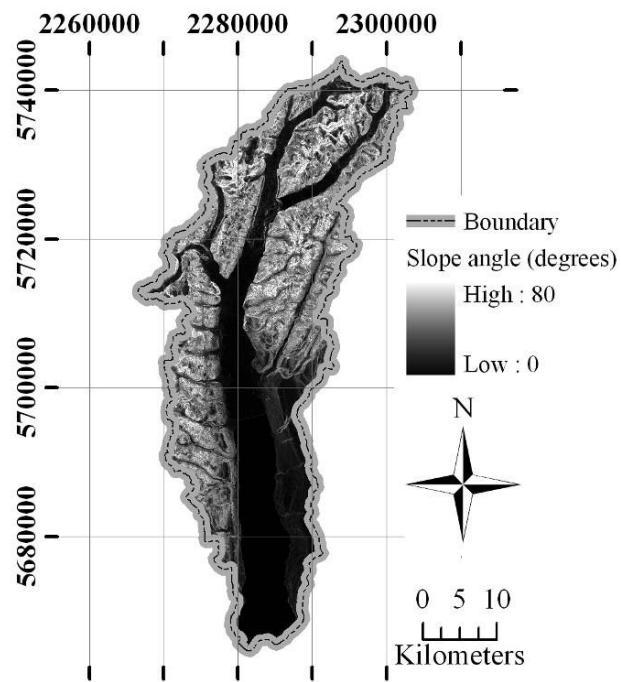 2260000 2280000 2300000
5740000
5720000
5700000
5680000
Boundary
Slope angle (degrees)
High : 80
Low : 0
N
0 5 10
Kilometers